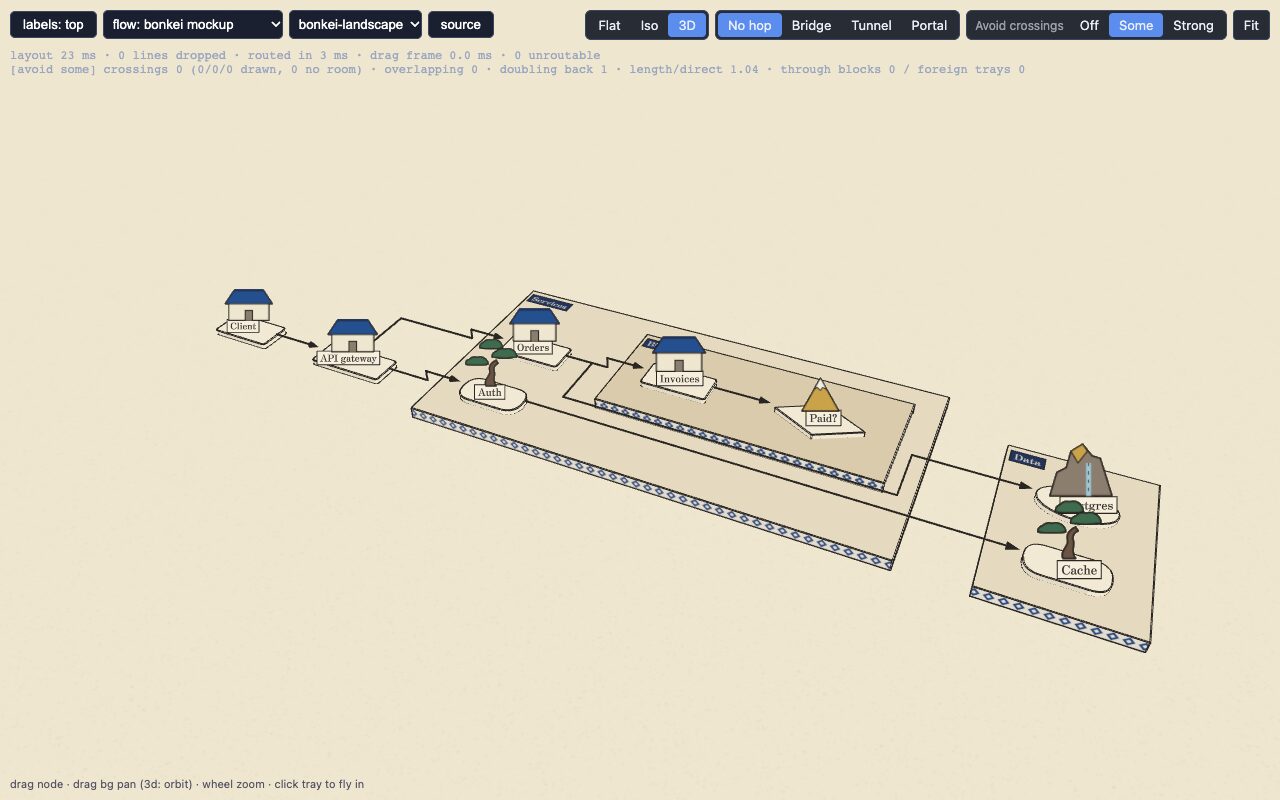 labels: top flow: bonkei mockup bonkei-landscape source Flat Iso 3D No hop Bridge Tunnel Portal Avoid crossings Off Some Strong Fit
layout 23 ms · 0 lines dropped · routed in 3 ms · drag frame 0.0 ms · 0 unroutable
[avoid some] crossings 0 (0/0/0 drawn, 0 no room) · overlapping 0 · doubling back 1 · length/direct 1.04 · through blocks 0 / foreign trays 0
Services
Client
Orders
API gateway
Invoices
Auth
Paid?
Data
tgres
Cache
drag node · drag bg pan (3d: orbit) · wheel zoom · click tray to fly in